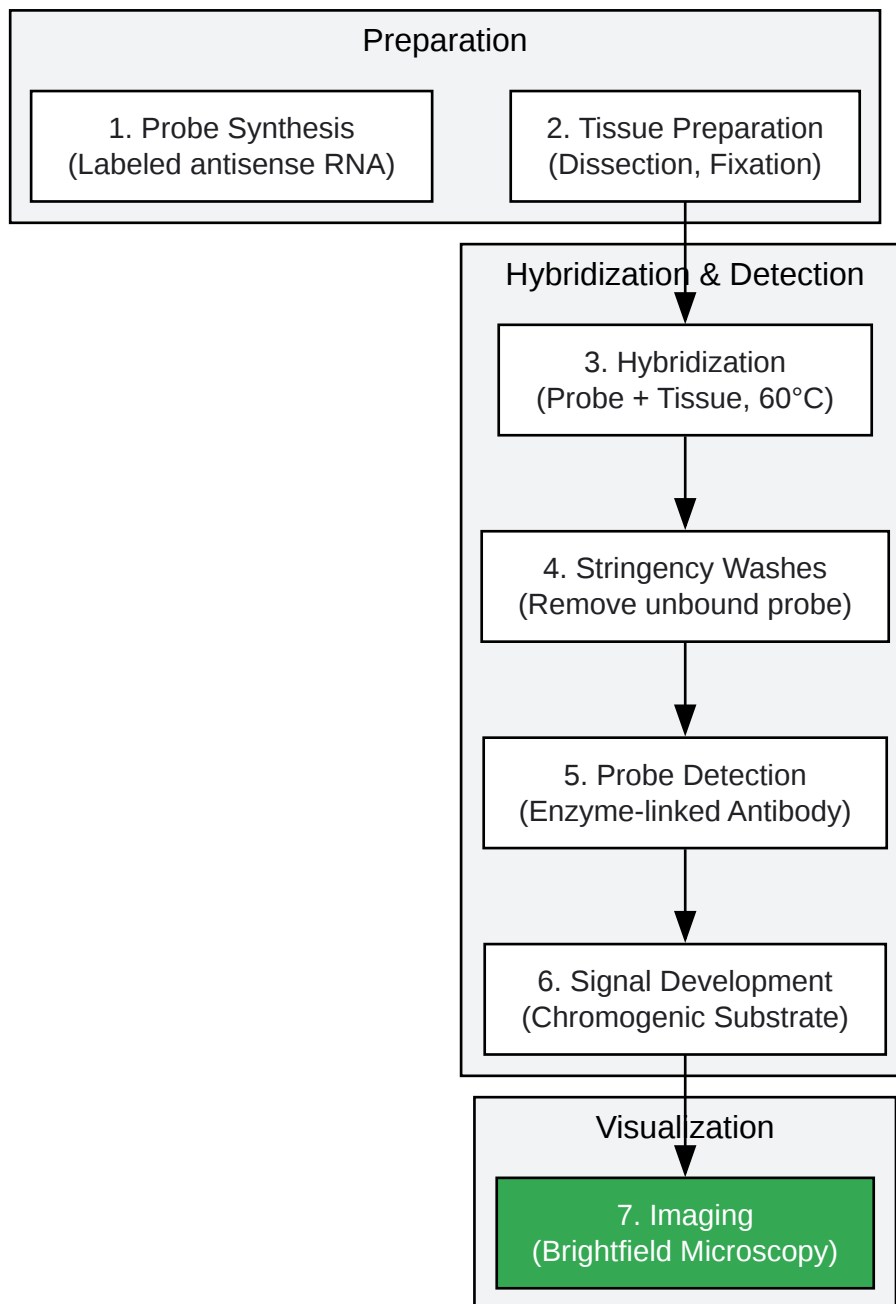 Preparation
1. Probe Synthesis
(Labeled antisense RNA)
2. Tissue Preparation
(Dissection, Fixation)
Hybridization & Detection
3. Hybridization
(Probe + Tissue, 60°C)
4. Stringency Washes
(Remove unbound probe)
5. Probe Detection
(Enzyme-linked Antibody)
6. Signal Development
(Chromogenic Substrate)
Visualization
7. Imaging
(Brightfield Microscopy)